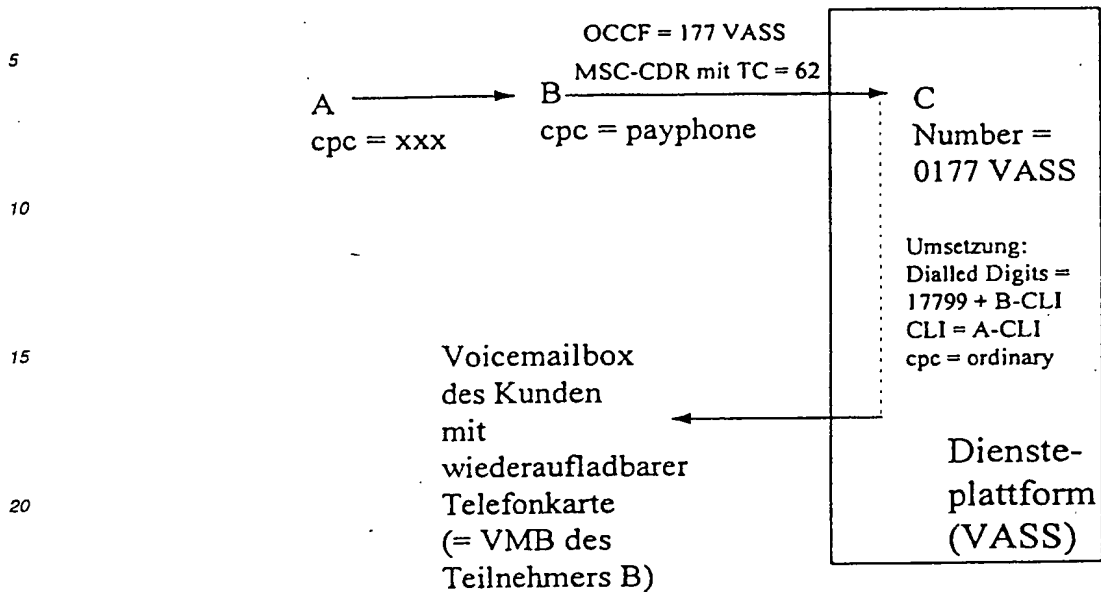 5
OCCF = 177 VASS
MSC-CDR mit TC = 62
A
cpc = xxx
B
cpc = payphone
C
Number =
0177 VASS
10
Umsetzung:
Dialled Digits =
17799 + B-CLI
CLI = A-CLI
cpc = ordinary
15
Voicemailbox
des Kunden
mit
wiederaufladbarer
Telefonkarte
(= VMB des
Teilnehmers B)
20
Dienste-
plattform
(VASS)